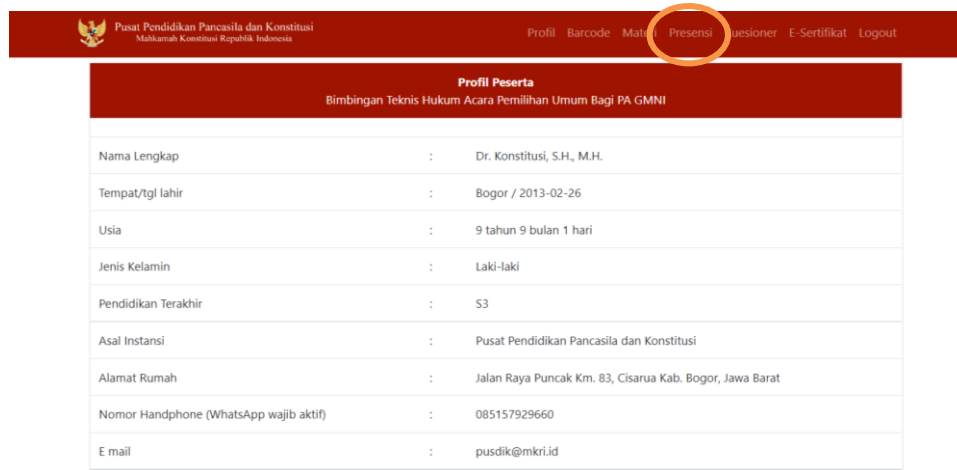 Pusat Pendidikan Pancasila dan Konstitusi
Mahkamah Konstitusi Republik Indonesia
Profil Barcode Materi Presensi Kuesioner E-Sertifikat Logout
Profil Peserta
Bimbingan Teknis Hukum Acara Pemilihan Umum Bagi PA GMNI
Nama Lengkap : Dr. Konstitusi, S.H., M.H.
Tempat/tgl lahir : Bogor / 2013-02-26
Usia : 9 tahun 9 bulan 1 hari
Jenis Kelamin : Laki-laki
Pendidikan Terakhir : S3
Asal Instansi : Pusat Pendidikan Pancasila dan Konstitusi
Alamat Rumah : Jalan Raya Puncak Km. 83, Cisarua Kab. Bogor, Jawa Barat
Nomor Handphone (WhatsApp wajib aktif) : 085157929660
E mail : pusdik@mkri.id